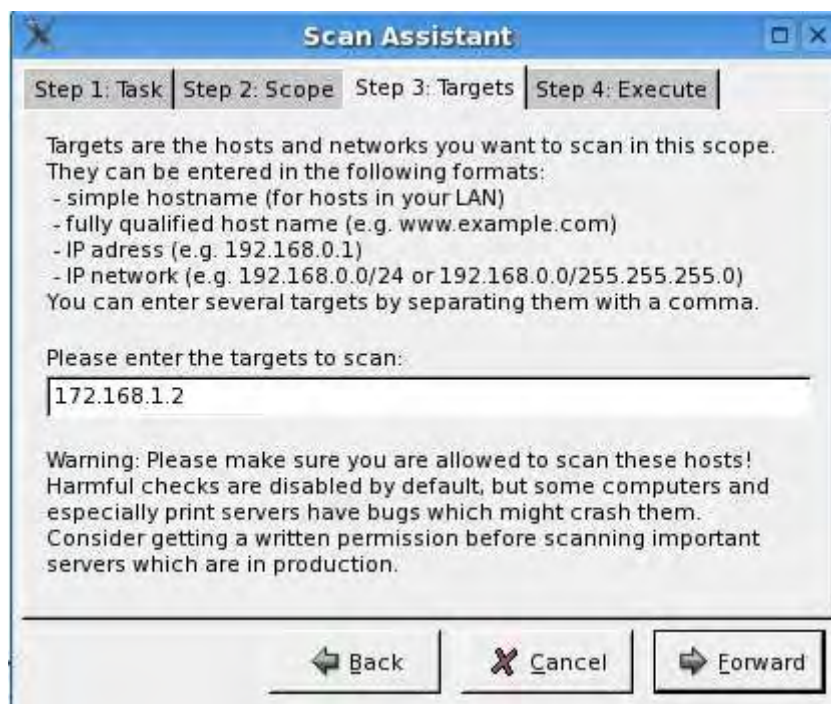 Scan Assistant
Step 1: Task Step 2: Scope Step 3: Targets Step 4: Execute
Targets are the hosts and networks you want to scan in this scope.
They can be entered in the following formats:
- simple hostname (for hosts in your LAN)
- fully qualified host name (e.g. www.example.com)
- IP adress (e.g. 192.168.0.1)
- IP network (e.g. 192.168.0.0/24 or 192.168.0.0/255.255.255.0)
You can enter several targets by separating them with a comma.
Please enter the targets to scan:
172.168.1.2
Warning: Please make sure you are allowed to scan these hosts!
Harmful checks are disabled by default, but some computers and
especially print servers have bugs which might crash them.
Consider getting a written permission before scanning important
servers which are in production.
Back Cancel Forward